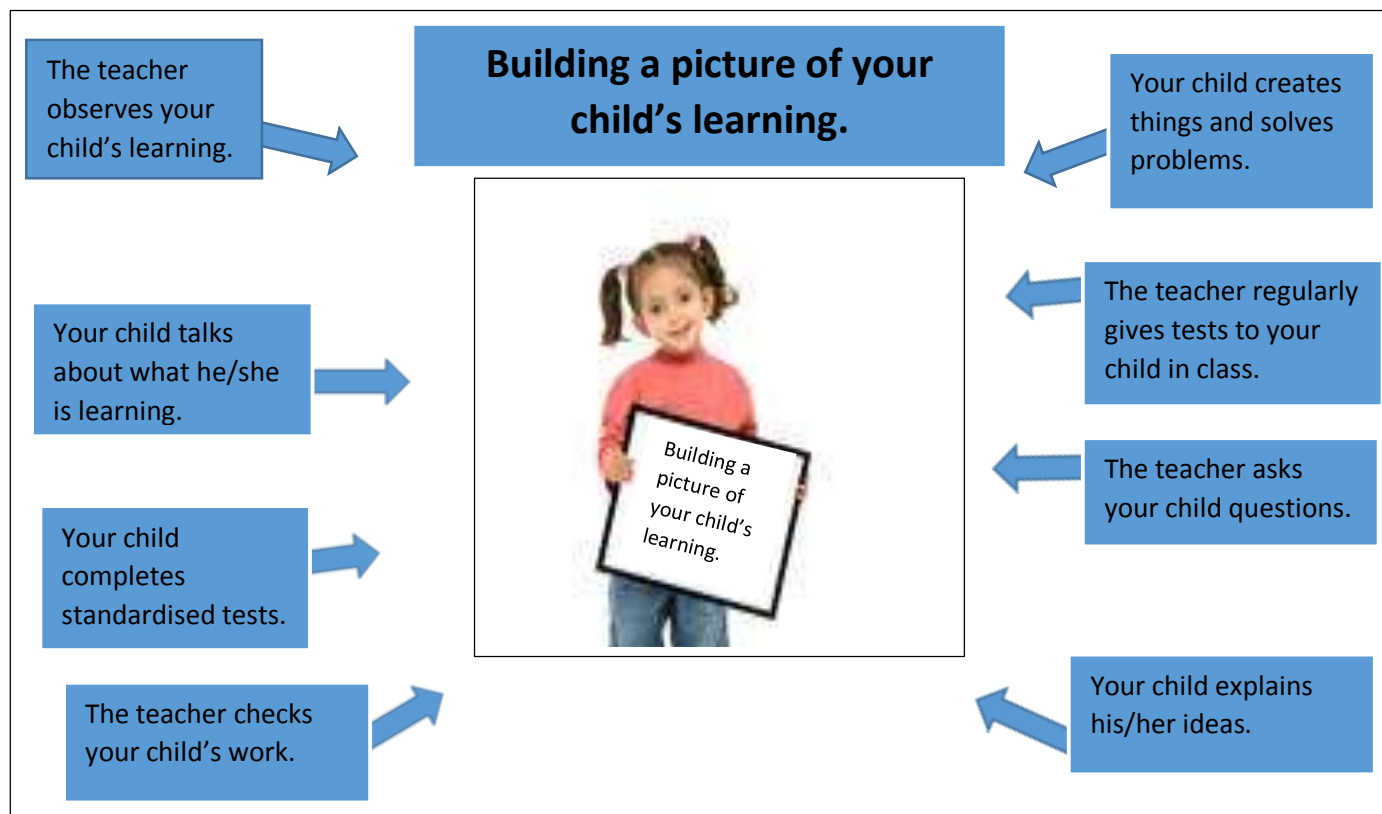 Building a picture of your
child’s learning.
The teacher
observes your
child’s learning.
Your child talks
about what he/she
is learning.
Your child
completes
standardised tests.
The teacher checks
your child’s work.
Building a
picture of
your child’s
learning.
Your child creates
things and solves
problems.
The teacher regularly
gives tests to your
child in class.
The teacher asks
your child questions.
Your child explains
his/her ideas.